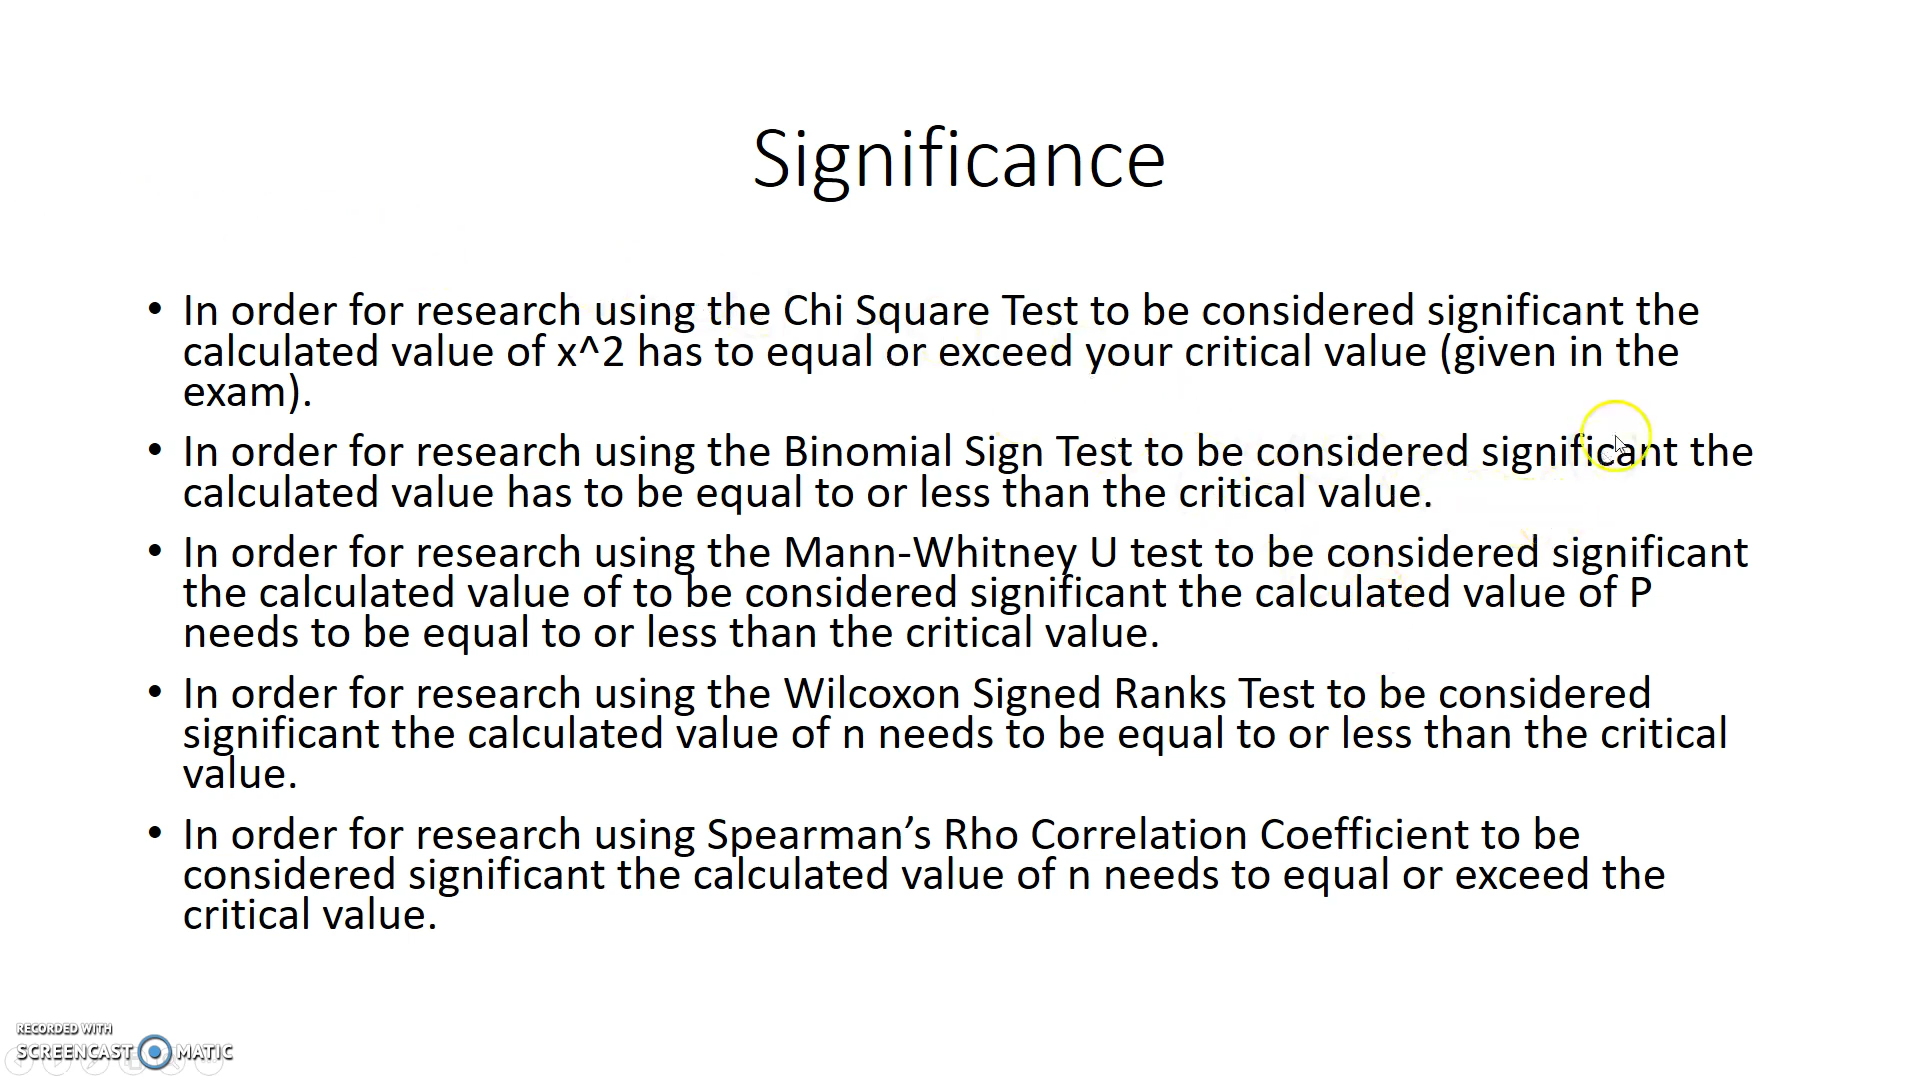 Significance
• In order for research using the Chi Square Test to be considered significant the
calculated value of x^2 has to equal or exceed your critical value (given in the
exam).
• In order for research using the Binomial Sign Test to be considered significant the
calculated value has to be equal to or less than the critical value.
• In order for research using the Mann-Whitney U test to be considered significant
the calculated value of to be considered significant the calculated value of P
needs to be equal to or less than the critical value.
• In order for research using the Wilcoxon Signed Ranks Test to be considered
significant the calculated value of n needs to be equal to or less than the critical
value.
• In order for research using Spearman’s Rho Correlation Coefficient to be
considered significant the calculated value of n needs to equal or exceed the
critical value.
RECORDED WITH
SCREENCAST MATIC